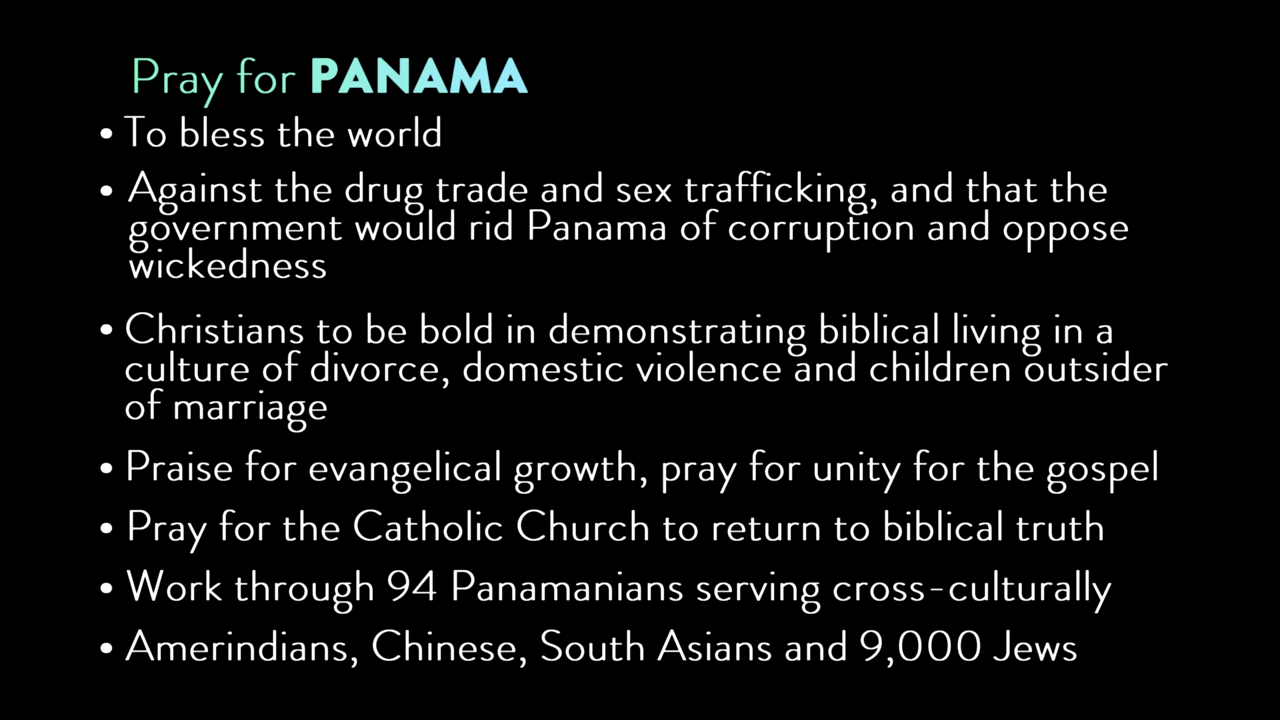 Pray for PANAMA
• To bless the world
• Against the drug trade and sex trafficking, and that the
government would rid Panama of corruption and oppose
wickedness
• Christians to be bold in demonstrating biblical living in a
culture of divorce, domestic violence and children outsider
of marriage
• Praise for evangelical growth, pray for unity for the gospel
• Pray for the Catholic Church to return to biblical truth
• Work through 94 Panamanians serving cross-culturally
• Amerindians, Chinese, South Asians and 9,000 Jews